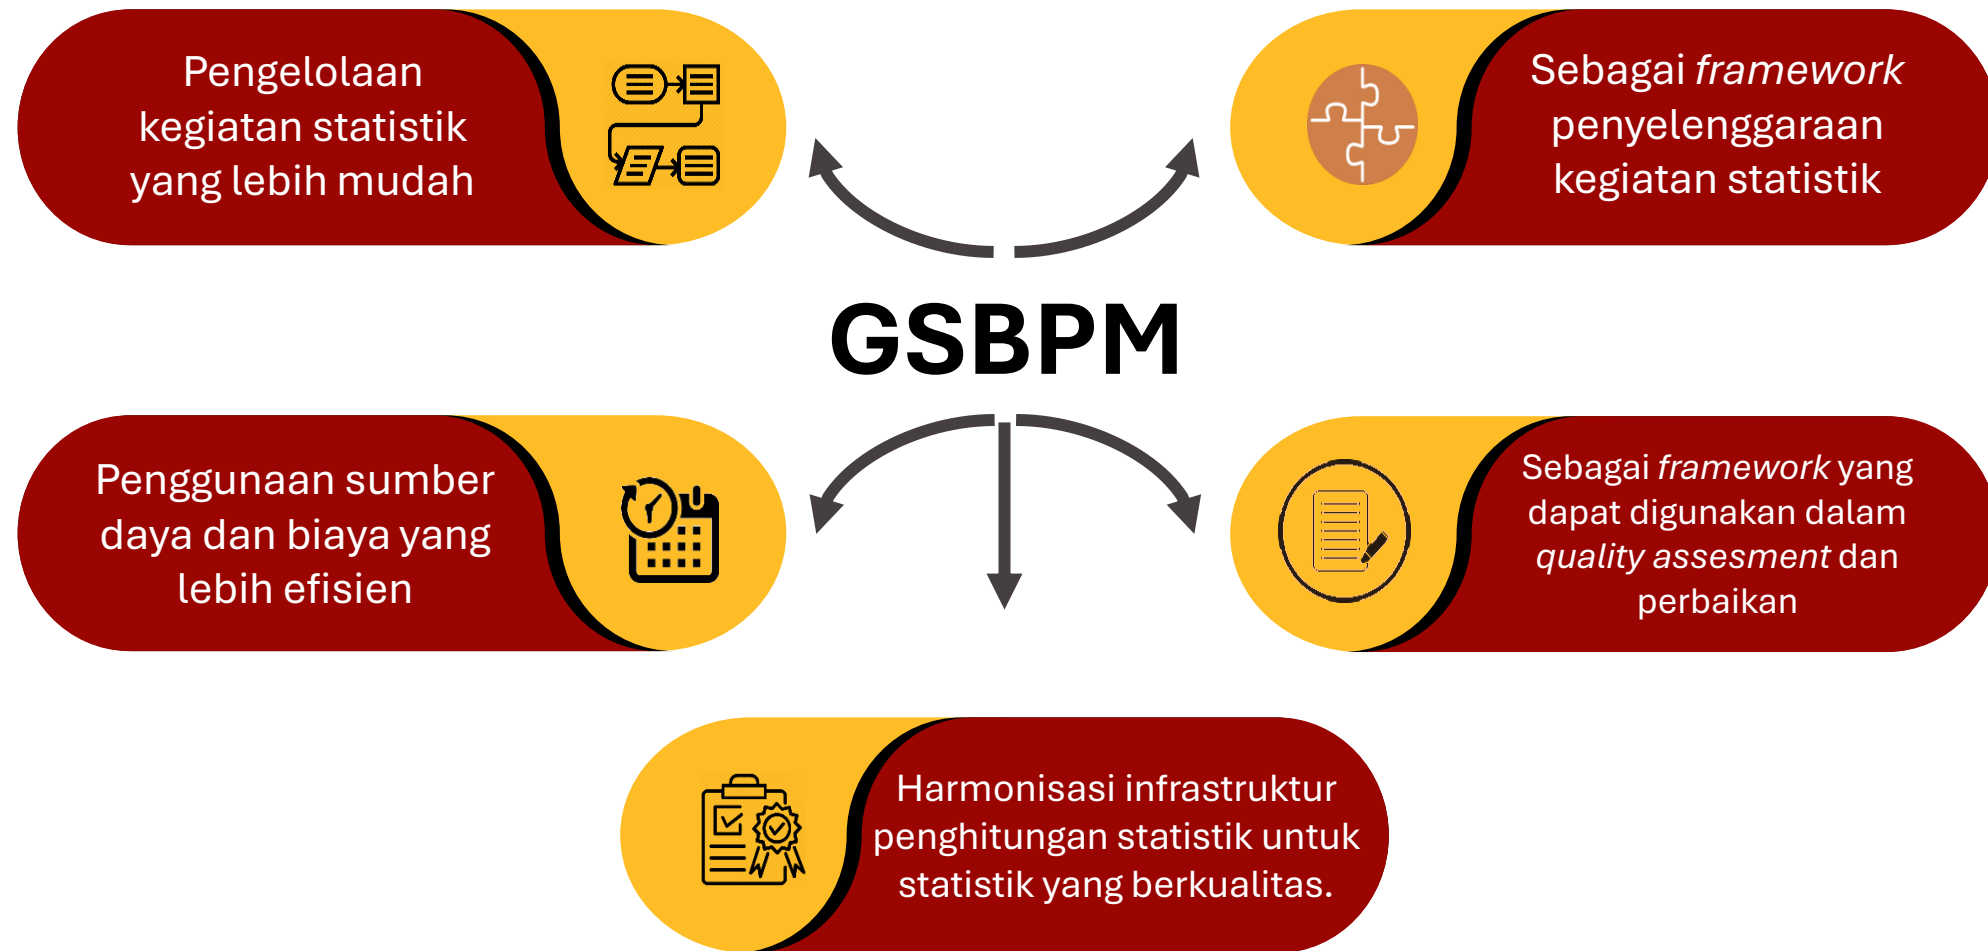 Pengelolaan
kegiatan statistik
yang lebih mudah
Sebagai framework
penyelenggaraan
kegiatan statistik
GSBPM
Penggunaan sumber
daya dan biaya yang
lebih efisien
Sebagai framework yang
dapat digunakan dalam
quality assesment dan
perbaikan
Harmonisasi infrastruktur
penghitungan statistik untuk
statistik yang berkualitas.